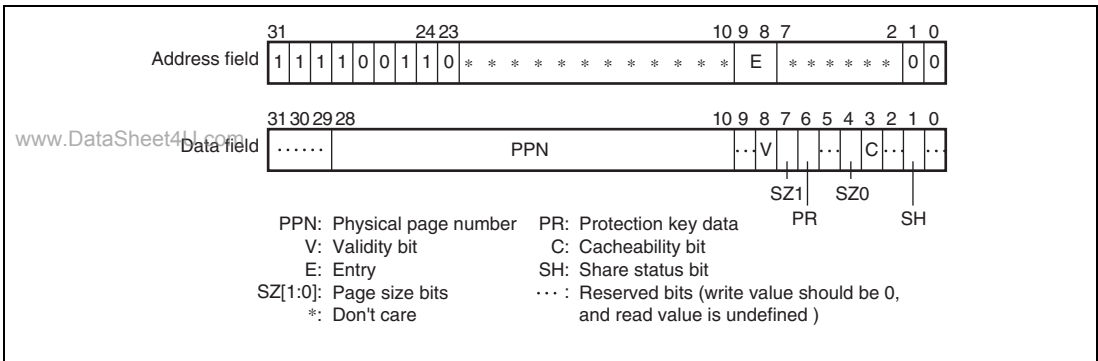 31 24 23 10 9 8 7 2 1 0
Address field 1 1 1 1 0 0 1 1 0 * * * * * * * * * * * * * E * * * * * * 0 0
31 30 29 28 10 9 8 7 6 5 4 3 2 1 0
www.DataSheet4U.com
Data field ······ PPN ··· V ··· C ··· ···
SZ1 SZ0
PR SH
PPN: Physical page number PR: Protection key data
V: Validity bit C: Cacheability bit
E: Entry SH: Share status bit
SZ[1:0]: Page size bits ··· : Reserved bits (write value should be 0,
*: Don't care and read value is undefined )